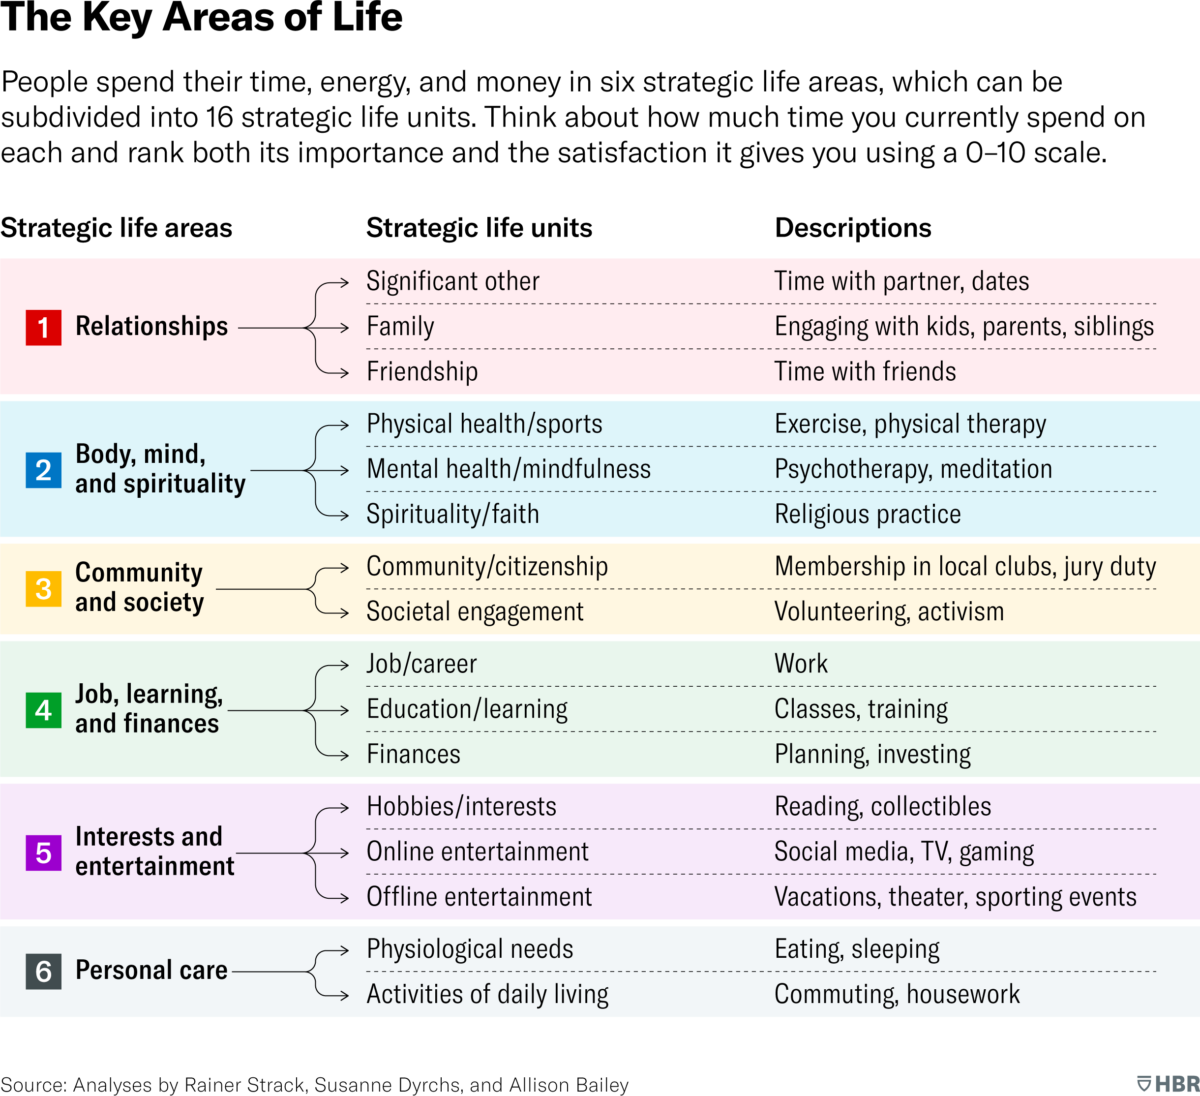 The Key Areas of Life
People spend their time, energy, and money in six strategic life areas, which can be
subdivided into 16 strategic life units. Think about how much time you currently spend on
each and rank both its importance and the satisfaction it gives you using a 0–10 scale.
Strategic life areas Strategic life units Descriptions
1 Relationships
Significant other Time with partner, dates
Family Engaging with kids, parents, siblings
Friendship Time with friends
2 Body, mind,
and spirituality
Physical health/sports Exercise, physical therapy
Mental health/mindfulness Psychotherapy, meditation
Spirituality/faith Religious practice
3 Community
and society
Community/citizenship Membership in local clubs, jury duty
Societal engagement Volunteering, activism
4 Job, learning,
and finances
Job/career Work
Education/learning Classes, training
Finances Planning, investing
5 Interests and
entertainment
Hobbies/interests Reading, collectibles
Online entertainment Social media, TV, gaming
Offline entertainment Vacations, theater, sporting events
6 Personal care
Physiological needs Eating, sleeping
Activities of daily living Commuting, housework
Source: Analyses by Rainer Strack, Susanne Dyrchs, and Allison Bailey
HBR